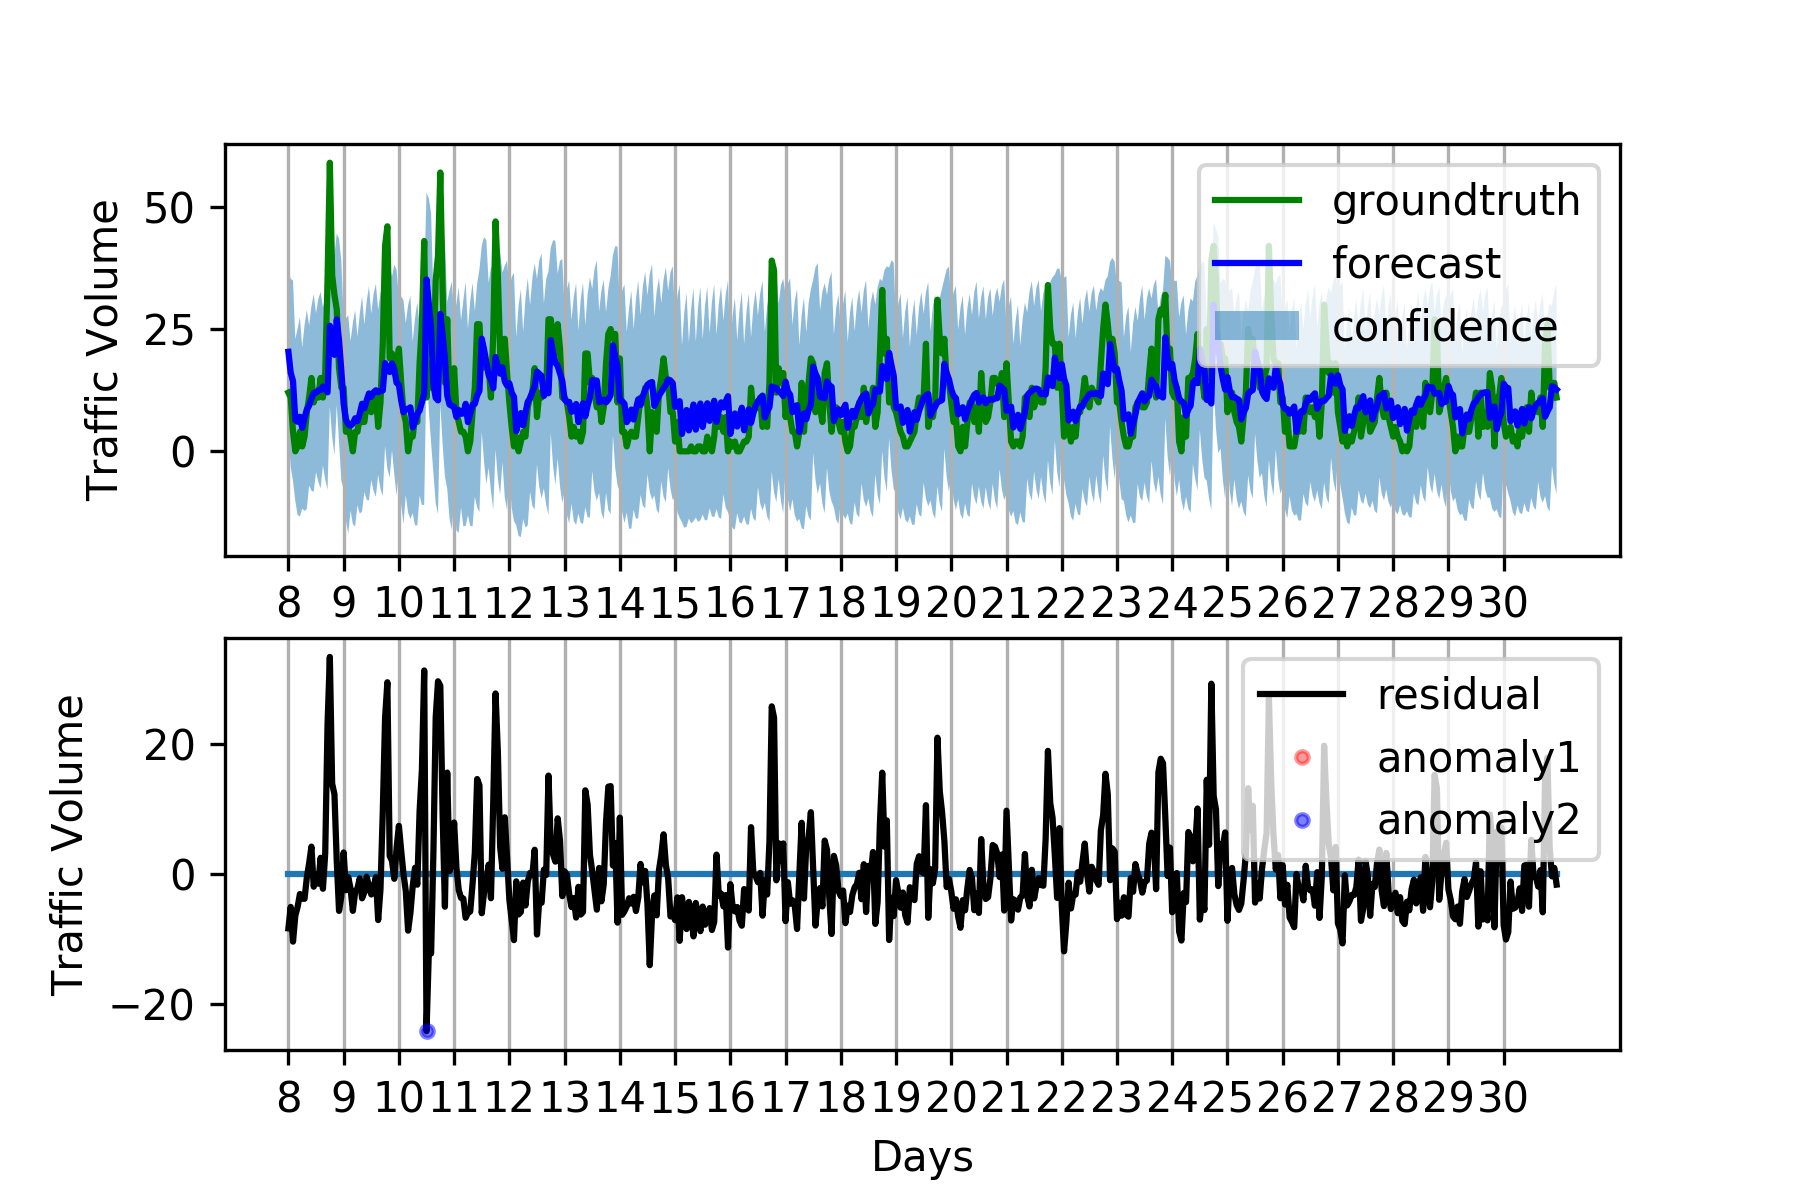 Traffic Volume
50
25
0
groundtruth
forecast
confidence
8 9 10 11 12 13 14 15 16 17 18 19 20 21 22 23 24 25 26 27 28 29 30
Traffic Volume
20
0
−20
residual
anomaly1
anomaly2
8 9 10 11 12 13 14 15 16 17 18 19 20 21 22 23 24 25 26 27 28 29 30
Days